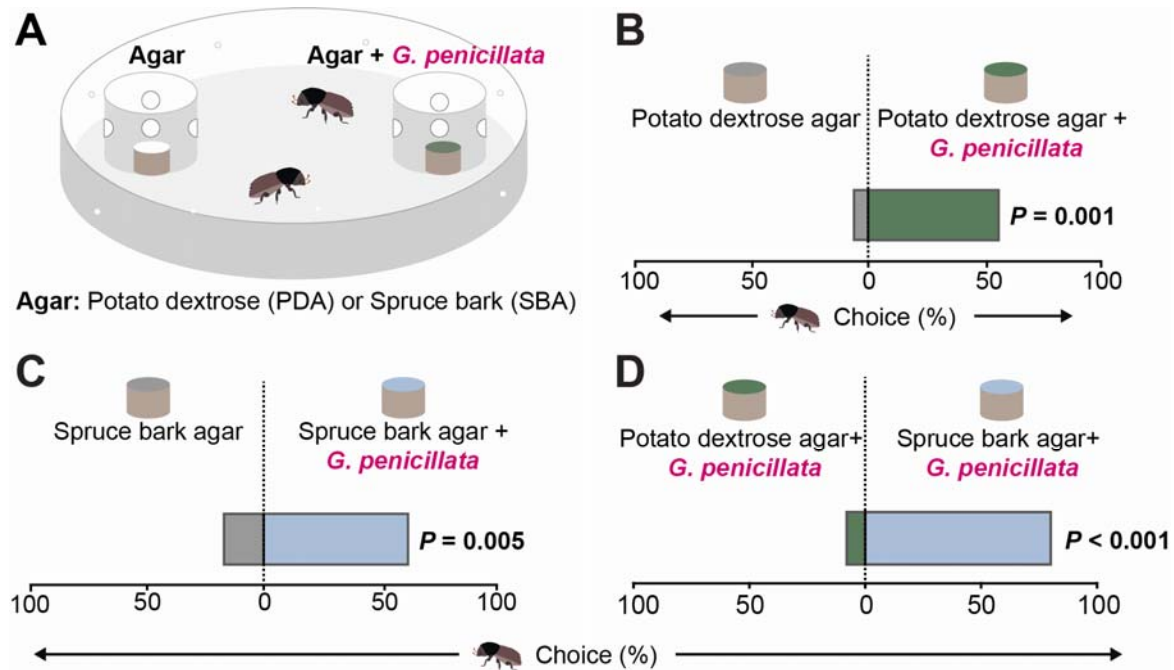 A
Agar
Agar + G. penicillata
Agar: Potato dextrose (PDA) or Spruce bark (SBA)
B
Potato dextrose agar
Potato dextrose agar +
G. penicillata
P = 0.001
100 50 0 50 100
Choice (%)
C
Spruce bark agar
Spruce bark agar +
G. penicillata
P = 0.005
100 50 0 50 100
D
Potato dextrose agar+
G. penicillata
Spruce bark agar+
G. penicillata
P < 0.001
100 50 0 50 100
Choice (%)